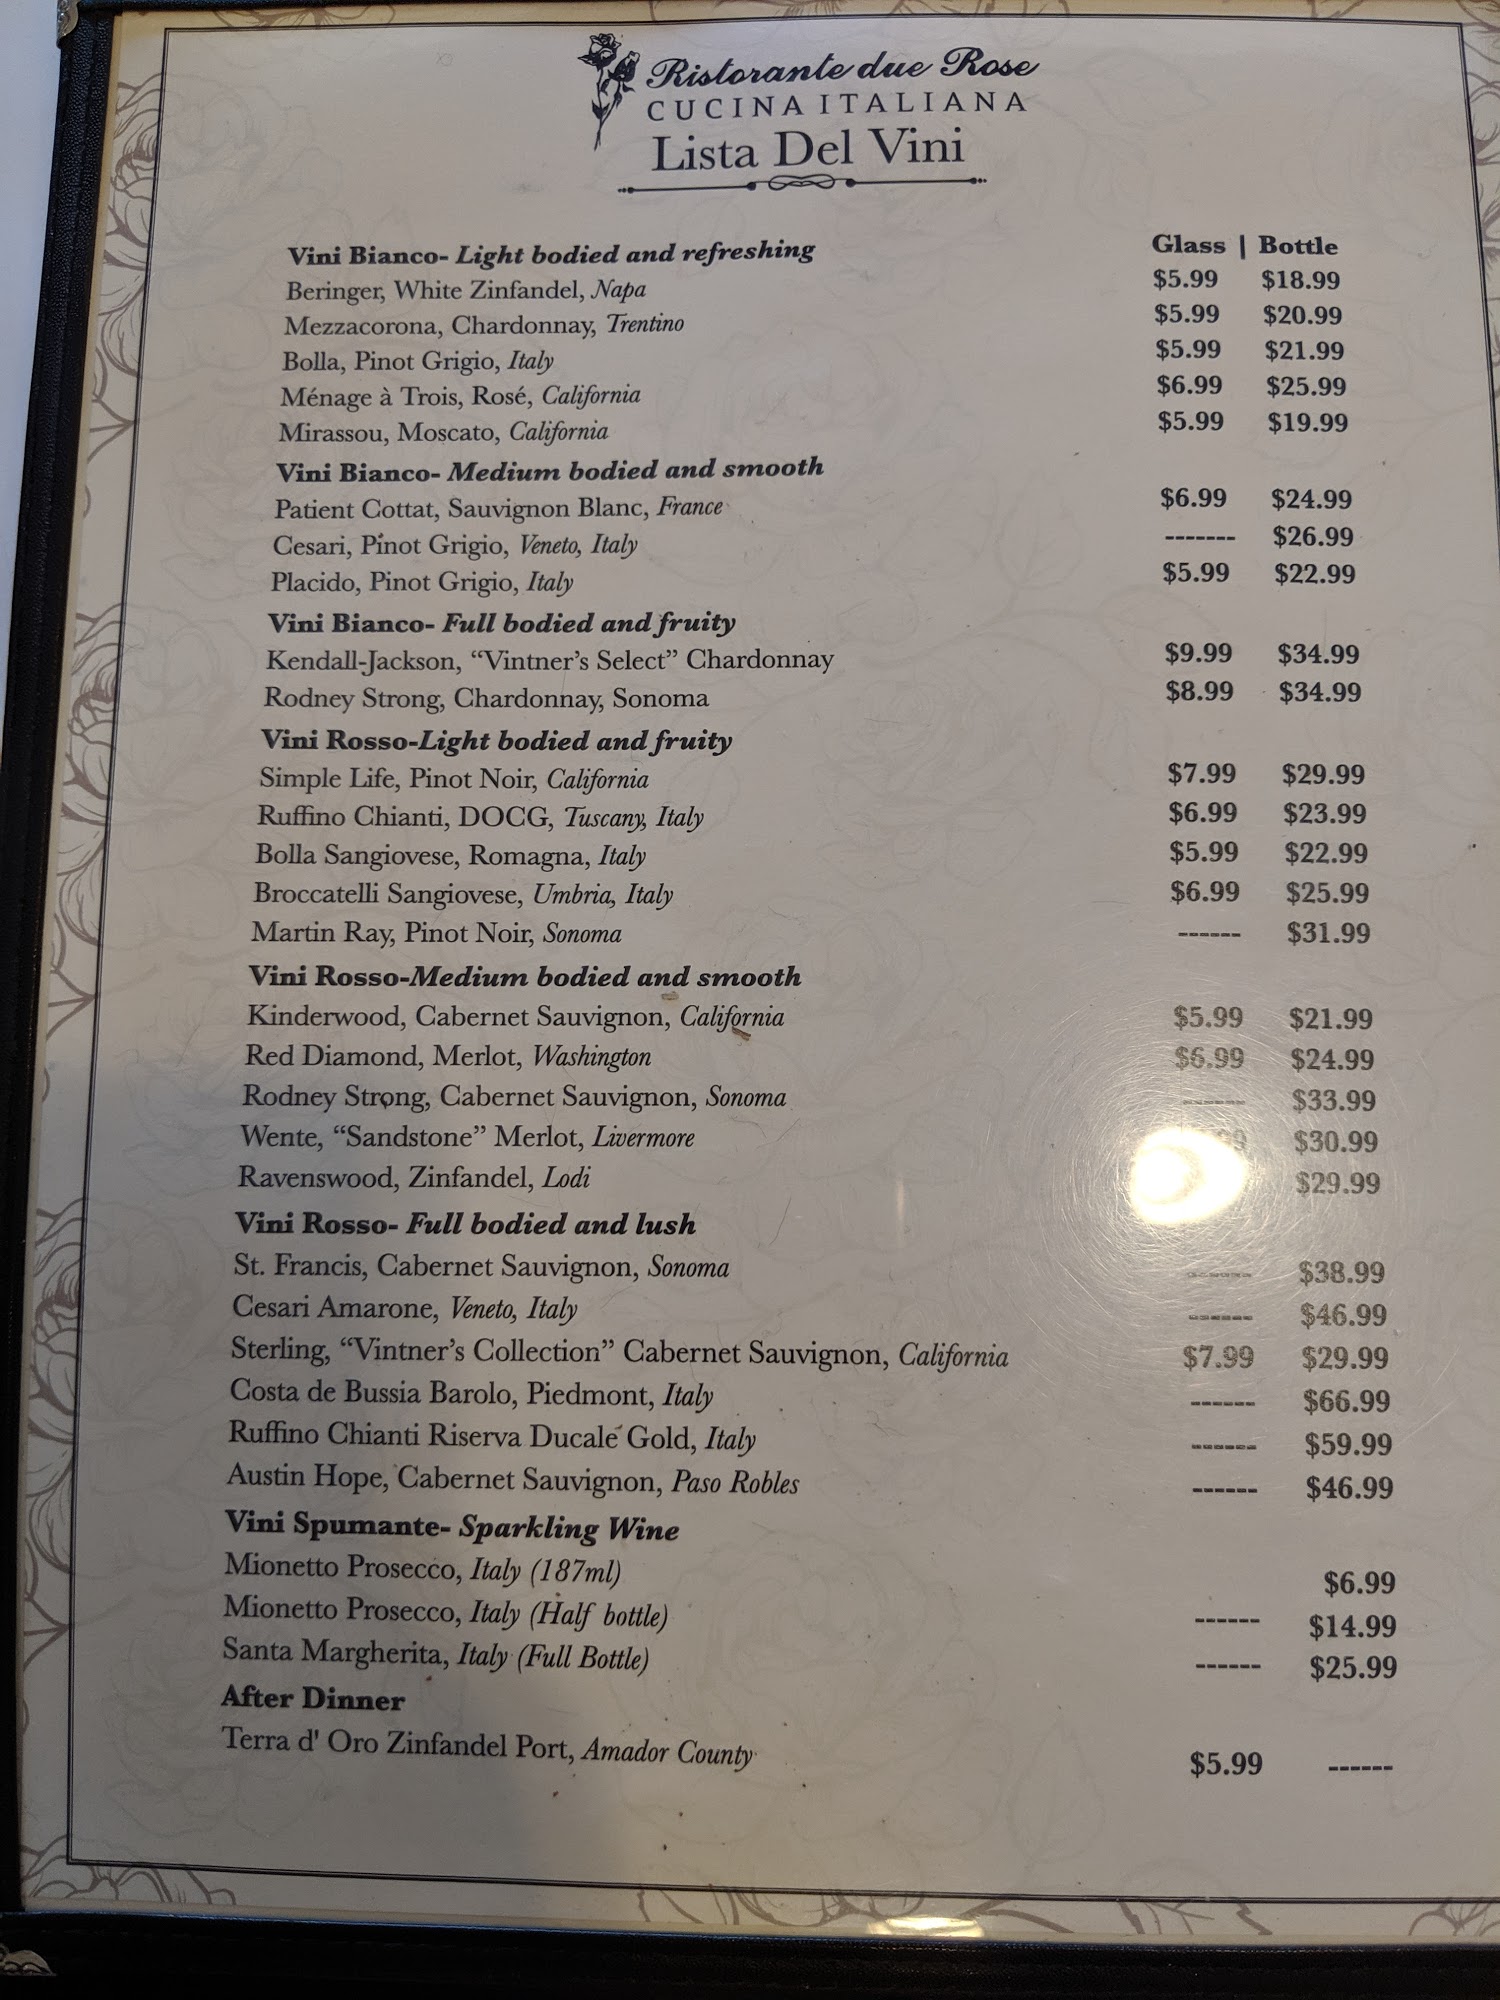 Ristorante due Rose
CUCINA ITALIANA
Lista Del Vini
Vini Bianco- Light bodied and refreshing Glass | Bottle
Beringer, White Zinfandel, Napa $5.99 $18.99
Mezzacorona, Chardonnay, Trentino $5.99 $20.99
Bolla, Pinot Grigio, Italy $5.99 $21.99
Ménage à Trois, Rosé, California $6.99 $25.99
Mirassou, Moscato, California $5.99 $19.99
Vini Bianco- Medium bodied and smooth
Patient Cottat, Sauvignon Blanc, France $6.99 $24.99
Cesari, Pinot Grigio, Veneto, Italy ------- $26.99
Placido, Pinot Grigio, Italy $5.99 $22.99
Vini Bianco- Full bodied and fruity
Kendall-Jackson, “Vintner’s Select” Chardonnay $9.99 $34.99
Rodney Strong, Chardonnay, Sonoma $8.99 $34.99
Vini Rosso-Light bodied and fruity
Simple Life, Pinot Noir, California $7.99 $29.99
Ruffino Chianti, DOCG, Tuscany, Italy $6.99 $23.99
Bolla Sangiovese, Romagna, Italy $5.99 $22.99
Broccatelli Sangiovese, Umbria, Italy $6.99 $25.99
Martin Ray, Pinot Noir, Sonoma ------ $31.99
Vini Rosso-Medium bodied and smooth
Kinderwood, Cabernet Sauvignon, California $5.99 $21.99
Red Diamond, Merlot, Washington $6.99 $24.99
Rodney Strong, Cabernet Sauvignon, Sonoma ------ $33.99
Wente, “Sandstone” Merlot, Livermore $30.99
Ravenswood, Zinfandel, Lodi $29.99
Vini Rosso- Full bodied and lush
St. Francis, Cabernet Sauvignon, Sonoma ------ $38.99
Cesari Amarone, Veneto, Italy ------ $46.99
Sterling, “Vintner’s Collection” Cabernet Sauvignon, California $7.99 $29.99
Costa de Bussia Barolo, Piedmont, Italy ------ $66.99
Ruffino Chianti Riserva Ducale Gold, Italy ------ $59.99
Austin Hope, Cabernet Sauvignon, Paso Robles ------ $46.99
Vini Spumante- Sparkling Wine
Mionetto Prosecco, Italy (187ml) $6.99
Mionetto Prosecco, Italy (Half bottle) ------ $14.99
Santa Margherita, Italy (Full Bottle) ------ $25.99
After Dinner
Terra d' Oro Zinfandel Port, Amador County $5.99 ------